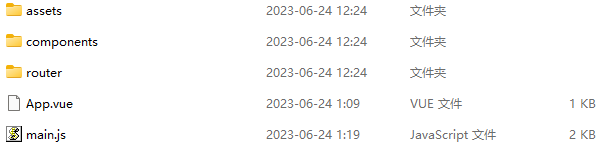 assets 2023-06-24 12:24 文件夹
components 2023-06-24 12:24 文件夹
router 2023-06-24 12:24 文件夹
App.vue 2023-06-24 1:09 VUE 文件 1 KB
main.js 2023-06-24 1:19 JavaScript 文件 2 KB